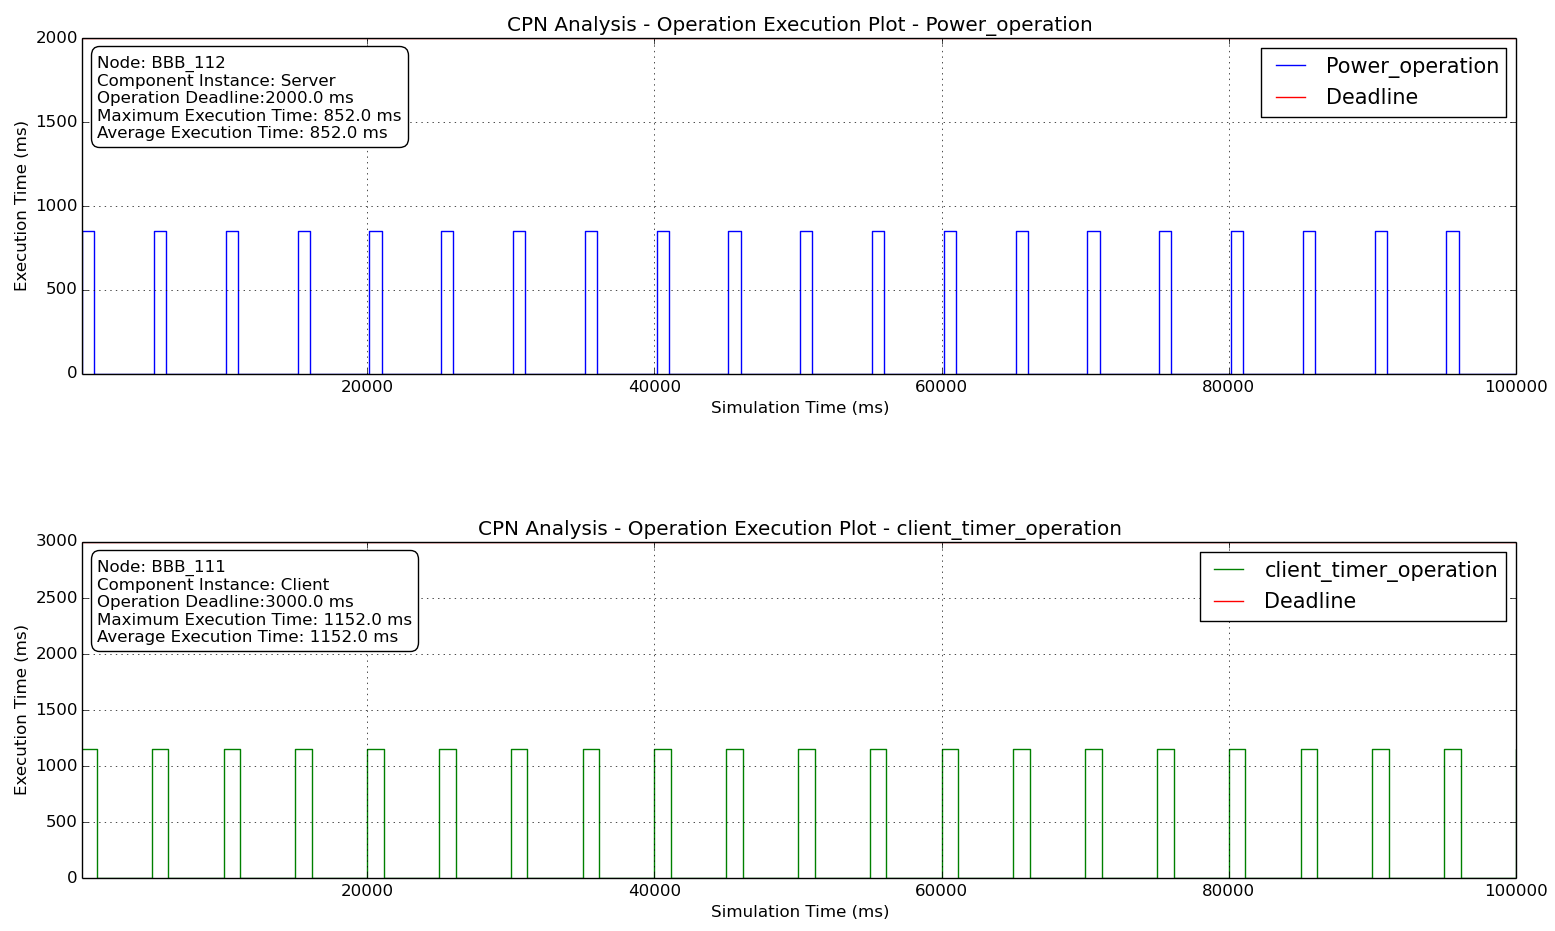 CPN Analysis - Operation Execution Plot - Power_operation
2000
1500
1000
500
0
Execution Time (ms)
Node: BBB_112
Component Instance: Server
Operation Deadline:2000.0 ms
Maximum Execution Time: 852.0 ms
Average Execution Time: 852.0 ms
Power_operation
Deadline
20000 40000 60000 80000 100000
Simulation Time (ms)
CPN Analysis - Operation Execution Plot - client_timer_operation
3000
2500
2000
1500
1000
500
0
Execution Time (ms)
Node: BBB_111
Component Instance: Client
Operation Deadline:3000.0 ms
Maximum Execution Time: 1152.0 ms
Average Execution Time: 1152.0 ms
client_timer_operation
Deadline
20000 40000 60000 80000 100000
Simulation Time (ms)